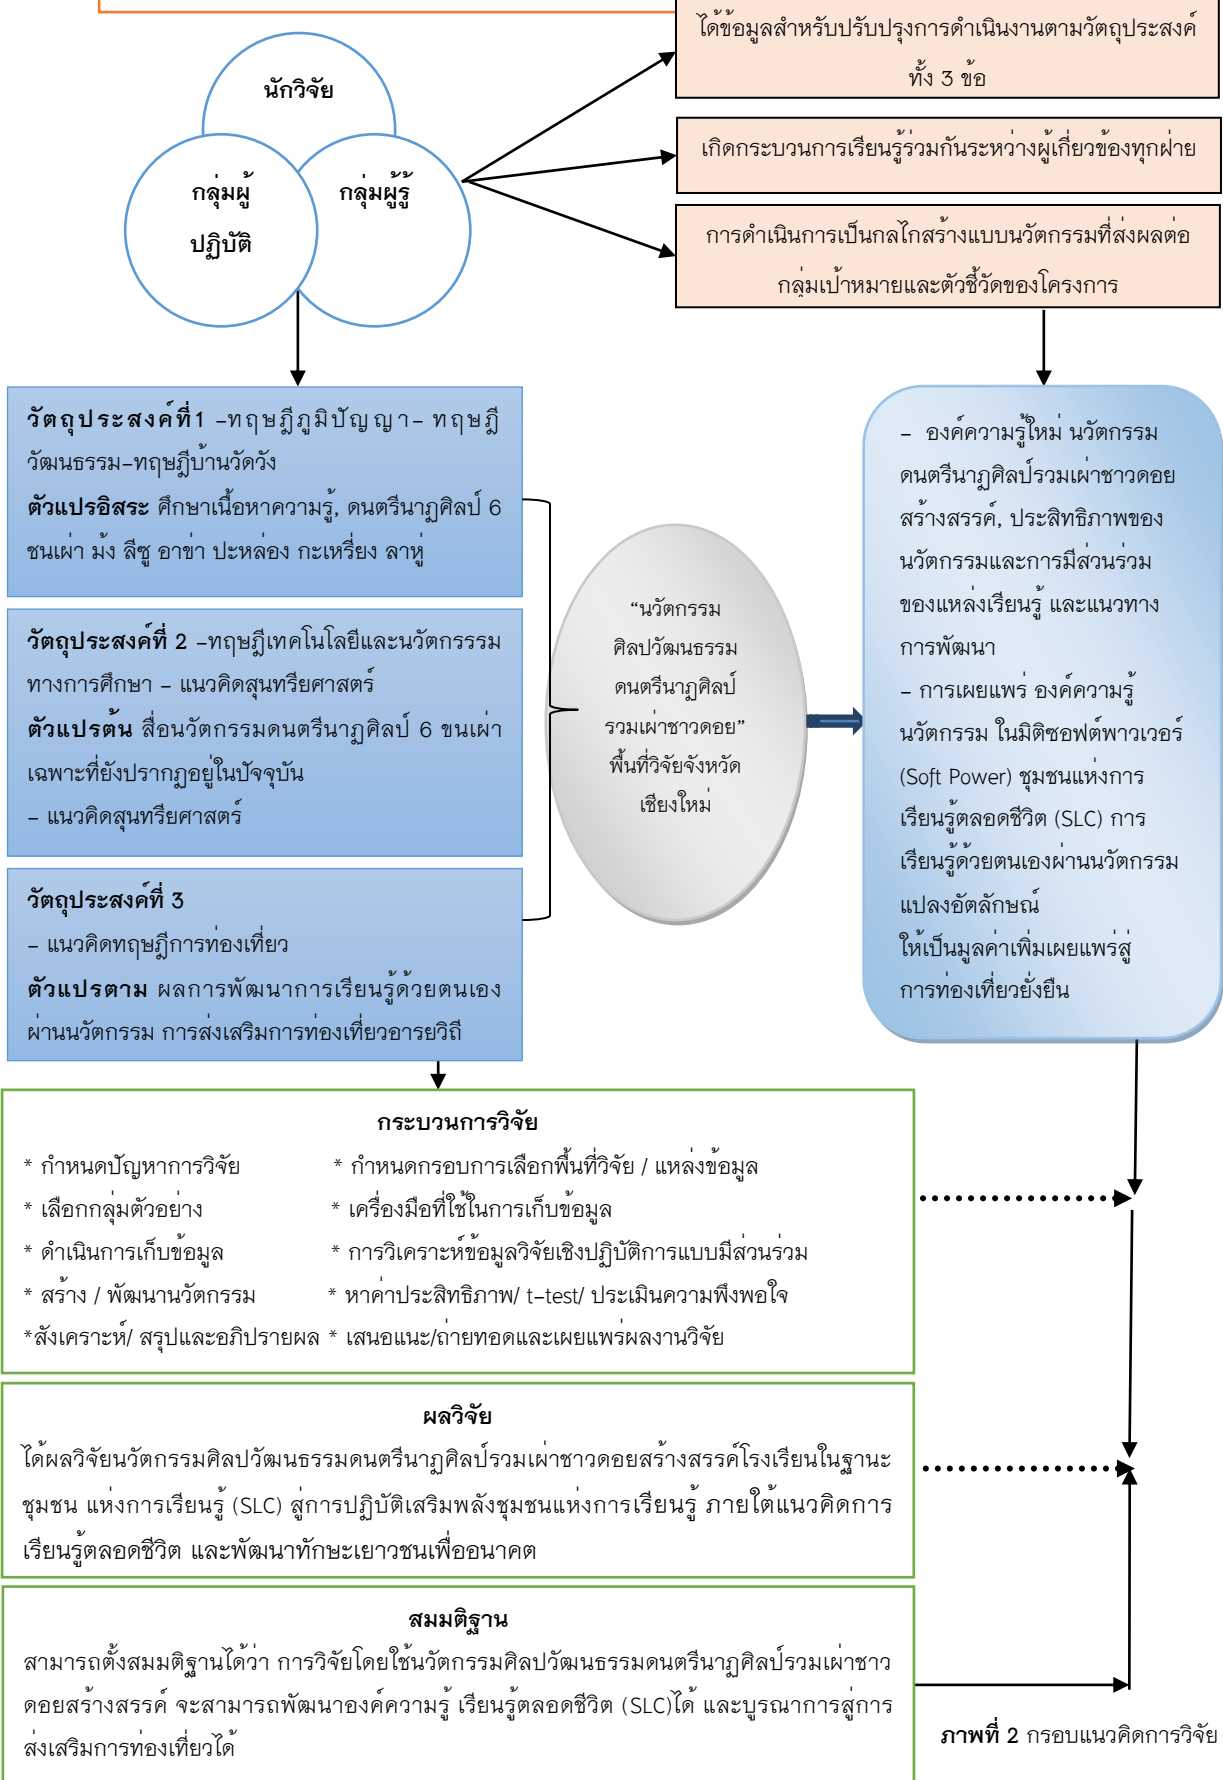 ได้ข้อมูลสำหรับปรับปรุงการดำเนินงานตามวัตถุประสงค์
ทั้ง 3 ข้อ
นักวิจัย
เกิดกระบวนการเรียนรู้ร่วมกันระหว่างผู้เกี่ยวข้องทุกฝ่าย
กลุ่มผู้
ปฏิบัติ
กลุ่มผู้รู้
การดำเนินการเป็นกลไกสร้างแบบนวัตกรรมที่ส่งผลต่อ
กลุ่มเป้าหมายและตัวชี้วัดของโครงการ
วัตถุประสงค์ที่1 –ทฤษฎีภูมิปัญญา– ทฤษฎี
วัฒนธรรม–ทฤษฎีบ้านวัดวัง
ตัวแปรอิสระ ศึกษาเนื้อหาความรู้, ดนตรีนาฏศิลป์ 6
ชนเผ่า ม้ง ลีซู อาข่า ปะหล่อง กะเหรี่ยง ลาหู่
วัตถุประสงค์ที่ 2 –ทฤษฎีเทคโนโลยีและนวัตกรรรม
ทางการศึกษา – แนวคิดสุนทรียศาสตร์
ตัวแปรต้น สื่อนวัตกรรมดนตรีนาฏศิลป์ 6 ขนเผ่า
เฉพาะที่ยังปรากฏอยู่ในปัจจุบัน
– แนวคิดสุนทรียศาสตร์
วัตถุประสงค์ที่ 3
– แนวคิดทฤษฎีการท่องเที่ยว
ตัวแปรตาม ผลการพัฒนาการเรียนรู้ด้วยตนเอง
ผ่านนวัตกรรม การส่งเสริมการท่องเที่ยวอารยวิถี
“นวัตกรรม
ศิลปวัฒนธรรม
ดนตรีนาฏศิลป์
รวมเผ่าชาวดอย”
พื้นที่วิจัยจังหวัด
เชียงใหม่
– องค์ความรู้ใหม่ นวัตกรรม
ดนตรีนาฏศิลป์รวมเผ่าชาวดอย
สร้างสรรค์, ประสิทธิภาพของ
นวัตกรรมและการมีส่วนร่วม
ของแหล่งเรียนรู้ และแนวทาง
การพัฒนา
– การเผยแพร่ องค์ความรู้
นวัตกรรม ในมิติซอฟต์พาวเวอร์
(Soft Power) ชุมชนแห่งการ
เรียนรู้ตลอดชีวิต (SLC) การ
เรียนรู้ด้วยตนเองผ่านนวัตกรรม
แปลงอัตลักษณ์
ให้เป็นมูลค่าเพิ่มเผยแพร่สู่
การท่องเที่ยวยั่งยืน
กระบวนการวิจัย
* กำหนดปัญหาการวิจัย * กำหนดกรอบการเลือกพื้นที่วิจัย / แหล่งข้อมูล
* เลือกกลุ่มตัวอย่าง * เครื่องมือที่ใช้ในการเก็บข้อมูล
* ดำเนินการเก็บข้อมูล * การวิเคราะห์ข้อมูลวิจัยเชิงปฏิบัติการแบบมีส่วนร่วม
* สร้าง / พัฒนานวัตกรรม * หาค่าประสิทธิภาพ/ t–test/ ประเมินความพึงพอใจ
*สังเคราะห์/ สรุปและอภิปรายผล * เสนอแนะ/ถ่ายทอดและเผยแพร่ผลงานวิจัย
ผลวิจัย
ได้ผลวิจัยนวัตกรรมศิลปวัฒนธรรมดนตรีนาฏศิลป์รวมเผ่าชาวดอยสร้างสรรค์โรงเรียนในฐานะ
ชุมชน แห่งการเรียนรู้ (SLC) สู่การปฏิบัติเสริมพลังชุมชนแห่งการเรียนรู้ ภายใต้แนวคิดการ
เรียนรู้ตลอดชีวิต และพัฒนาทักษะเยาวชนเพื่ออนาคต
สมมติฐาน
สามารถตั้งสมมติฐานได้ว่า การวิจัยโดยใช้นวัตกรรมศิลปวัฒนธรรมดนตรีนาฏศิลป์รวมเผ่าชาว
ดอยสร้างสรรค์ จะสามารถพัฒนาองค์ความรู้ เรียนรู้ตลอดชีวิต (SLC)ได้ และบูรณาการสู่การ
ส่งเสริมการท่องเที่ยวได้
ภาพที่ 2 กรอบแนวคิดการวิจัย